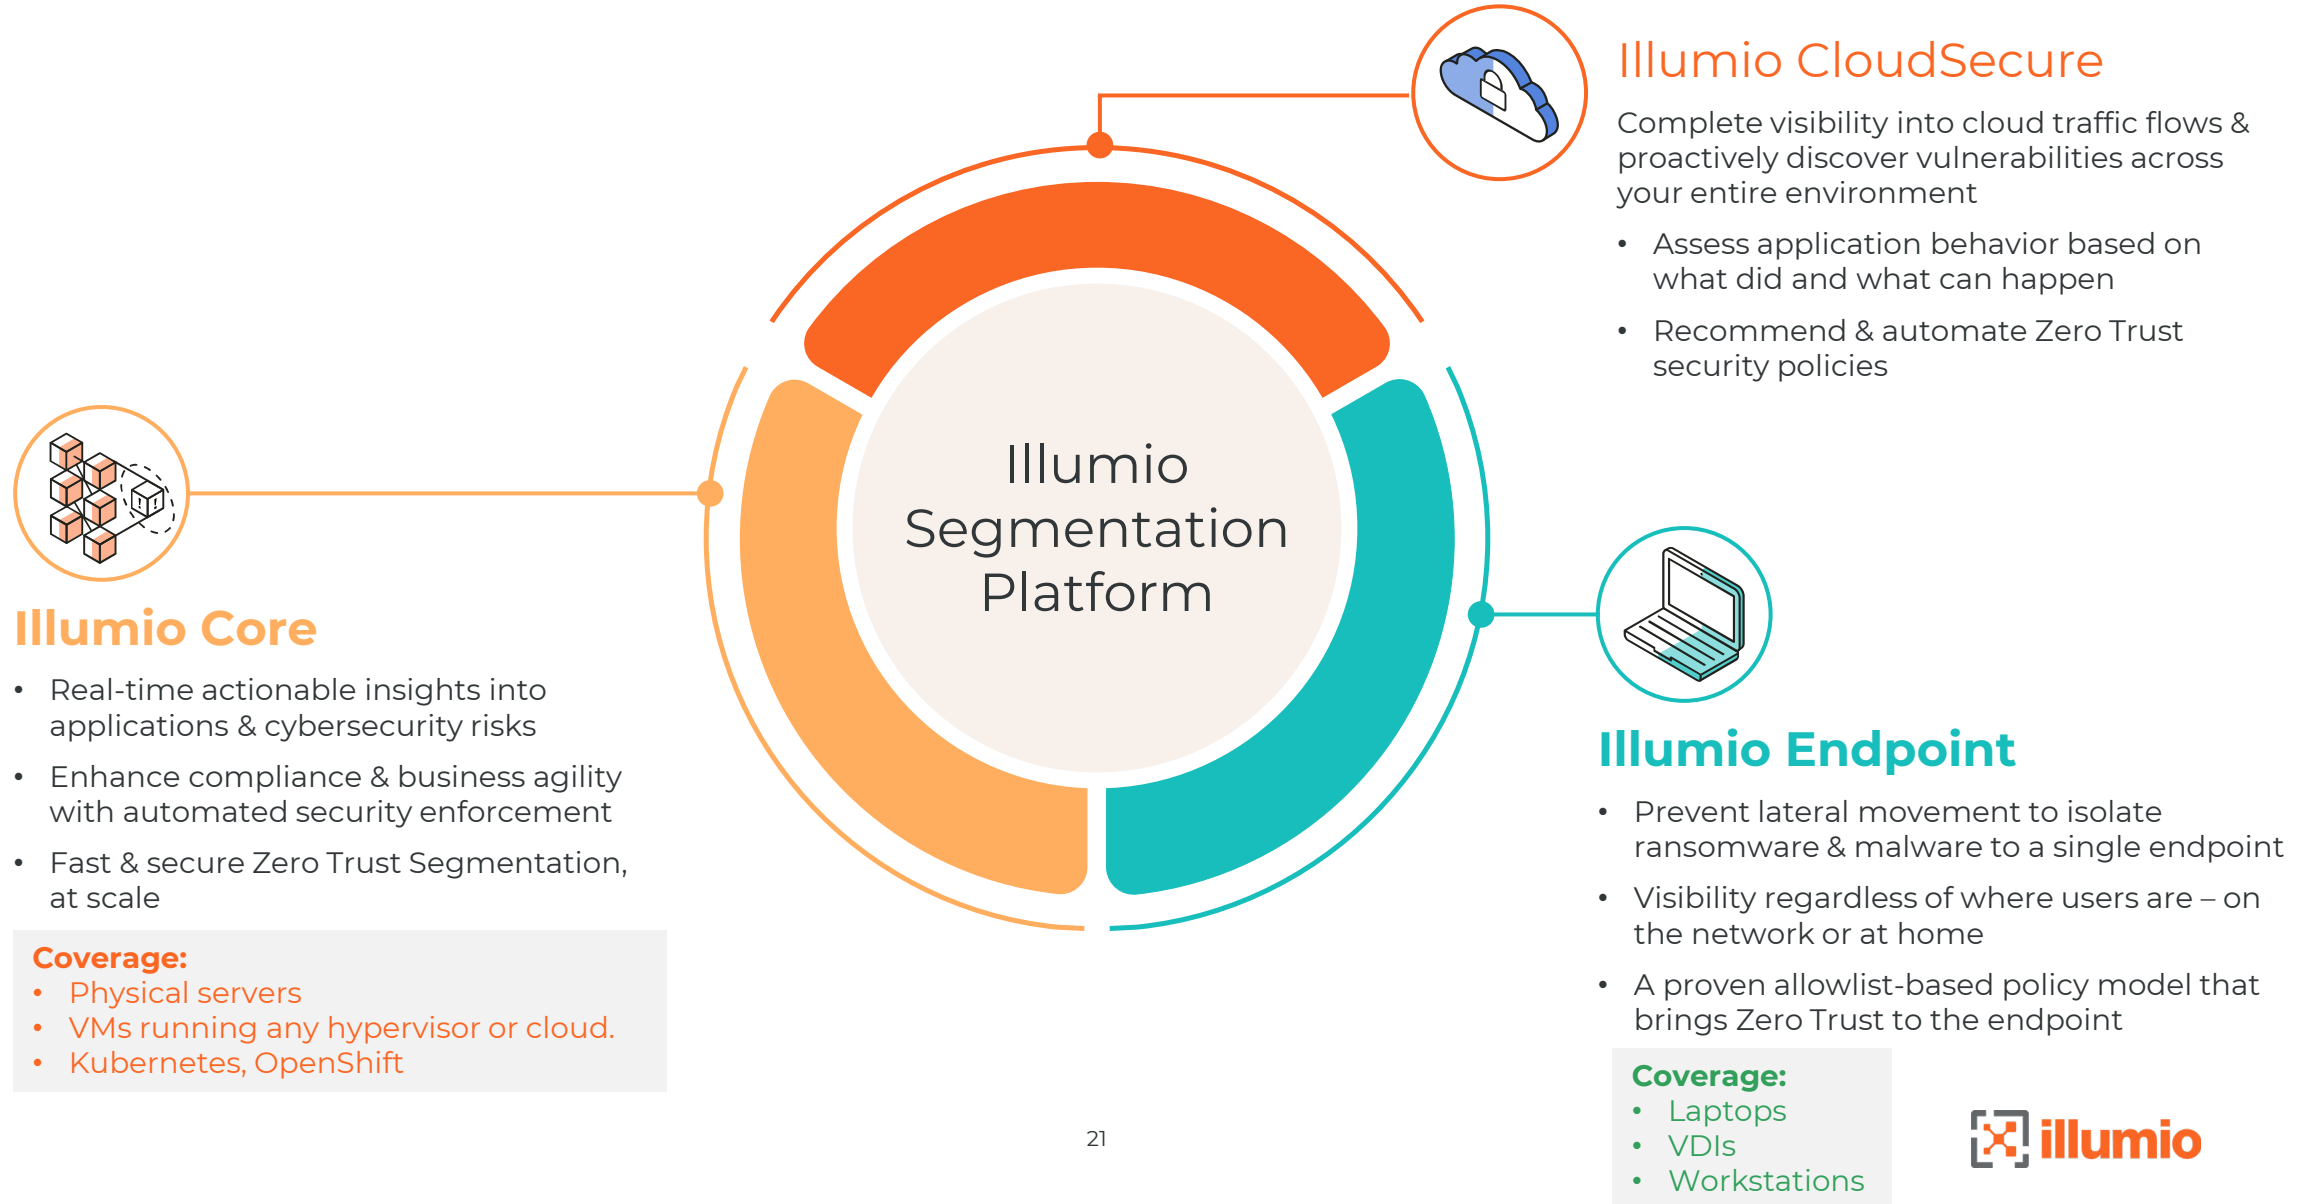 Illumio CloudSecure
Complete visibility into cloud traffic flows &
proactively discover vulnerabilities across
your entire environment
• Assess application behavior based on
what did and what can happen
• Recommend & automate Zero Trust
security policies
Illumio
Segmentation
Platform
Illumio Core
• Real-time actionable insights into
applications & cybersecurity risks
• Enhance compliance & business agility
with automated security enforcement
• Fast & secure Zero Trust Segmentation,
at scale
Coverage:
• Physical servers
• VMs running any hypervisor or cloud.
• Kubernetes, OpenShift
Illumio Endpoint
• Prevent lateral movement to isolate
ransomware & malware to a single endpoint
• Visibility regardless of where users are – on
the network or at home
• A proven allowlist-based policy model that
brings Zero Trust to the endpoint
Coverage:
• Laptops
• VDIs
• Workstations
21
illumio